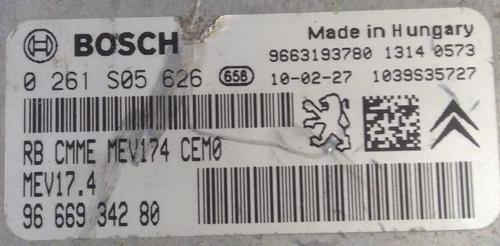 BOSCH
Made in Hungary
9663193780 1314 0573
0 261 S05 626 658 10-02-27 1039S35727
RB CMME MEV174 CEM0
MEV17.4
96 669 342 80